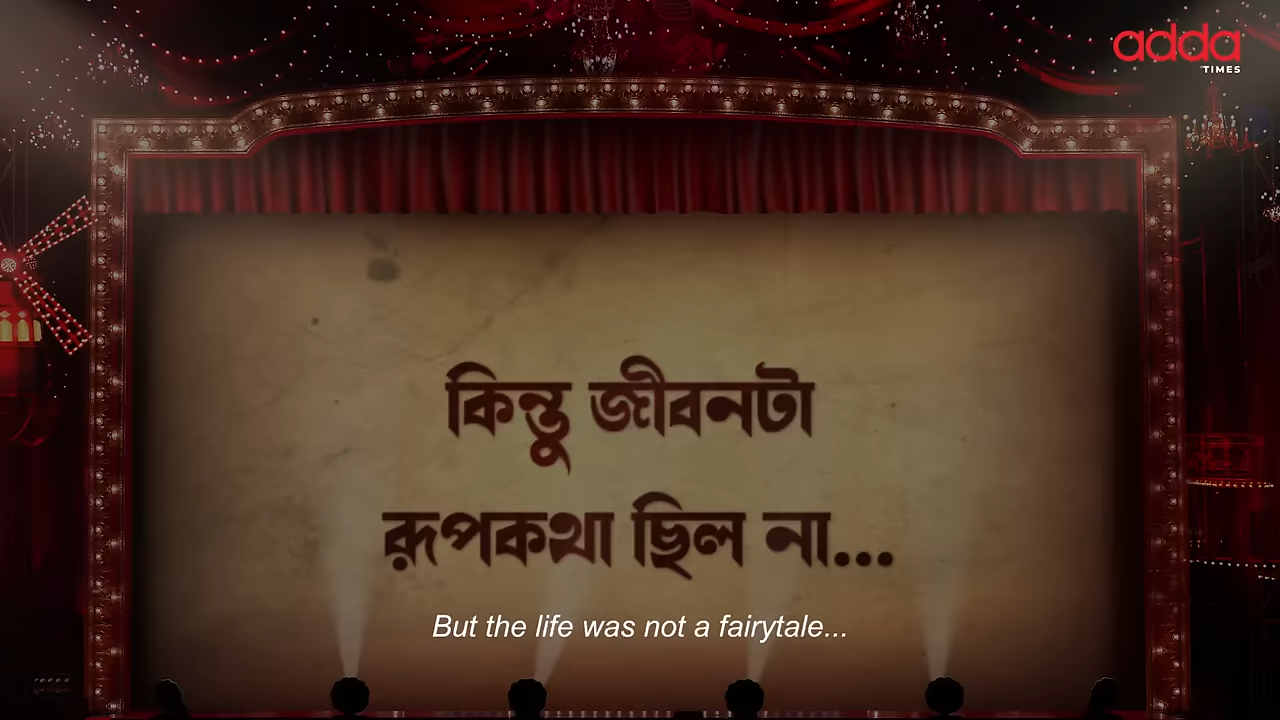 adda
TIMES
কিন্তু জীবনটা
রূপকথা ছিল না...
But the life was not a fairytale...